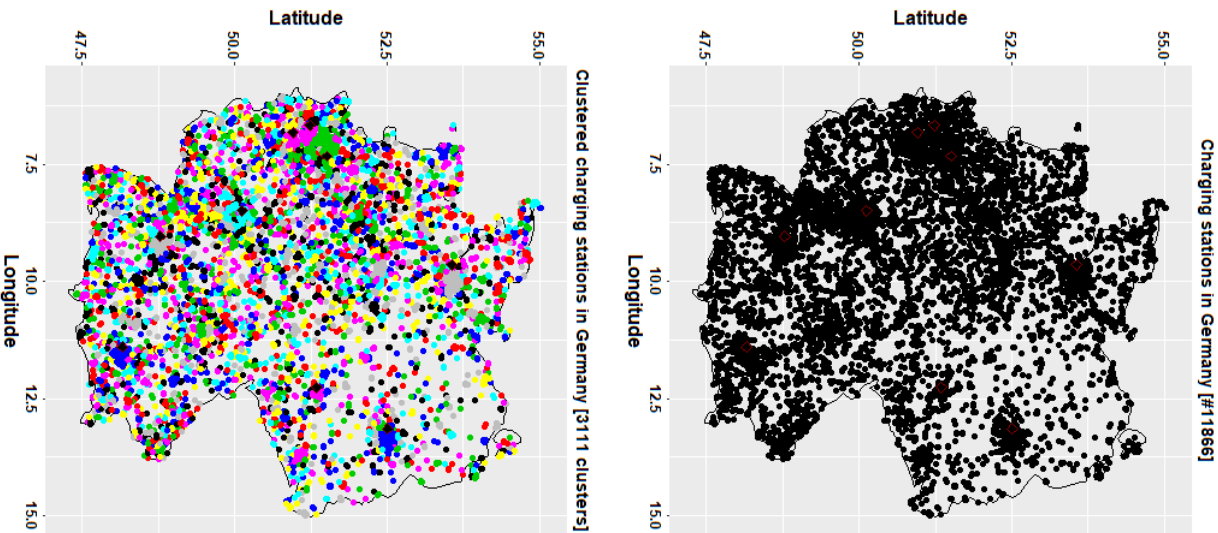 Charging stations in Germany [#11866]
55.0
52.5
50.0
47.5
Latitude
7.5
10.0
12.5
15.0
Longitude
Clustered charging stations in Germany [3111 clusters]
55.0
52.5
50.0
47.5
Latitude
7.5
10.0
12.5
15.0
Longitude